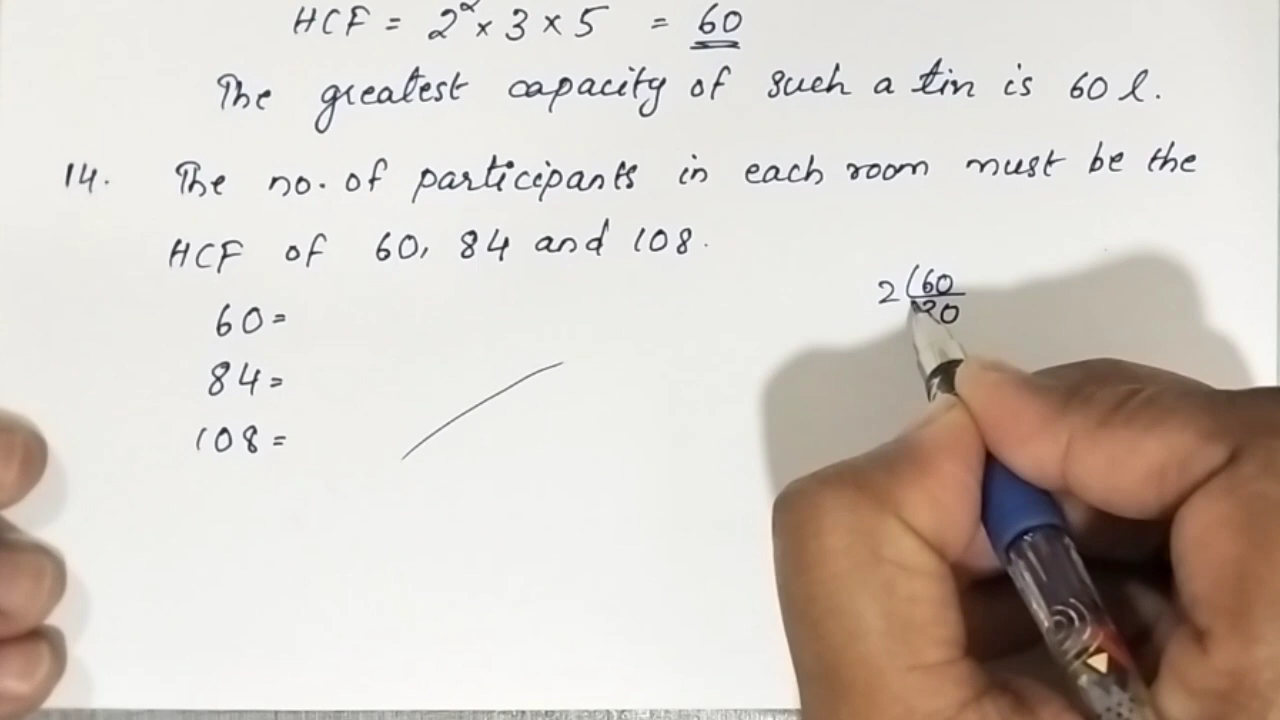 HCF = 2² × 3 × 5 = 60
The greatest capacity of such a tin is 60 l.
14. The no. of participants in each room must be the
HCF of 60, 84 and 108.
2 (60
60=
84=
108=